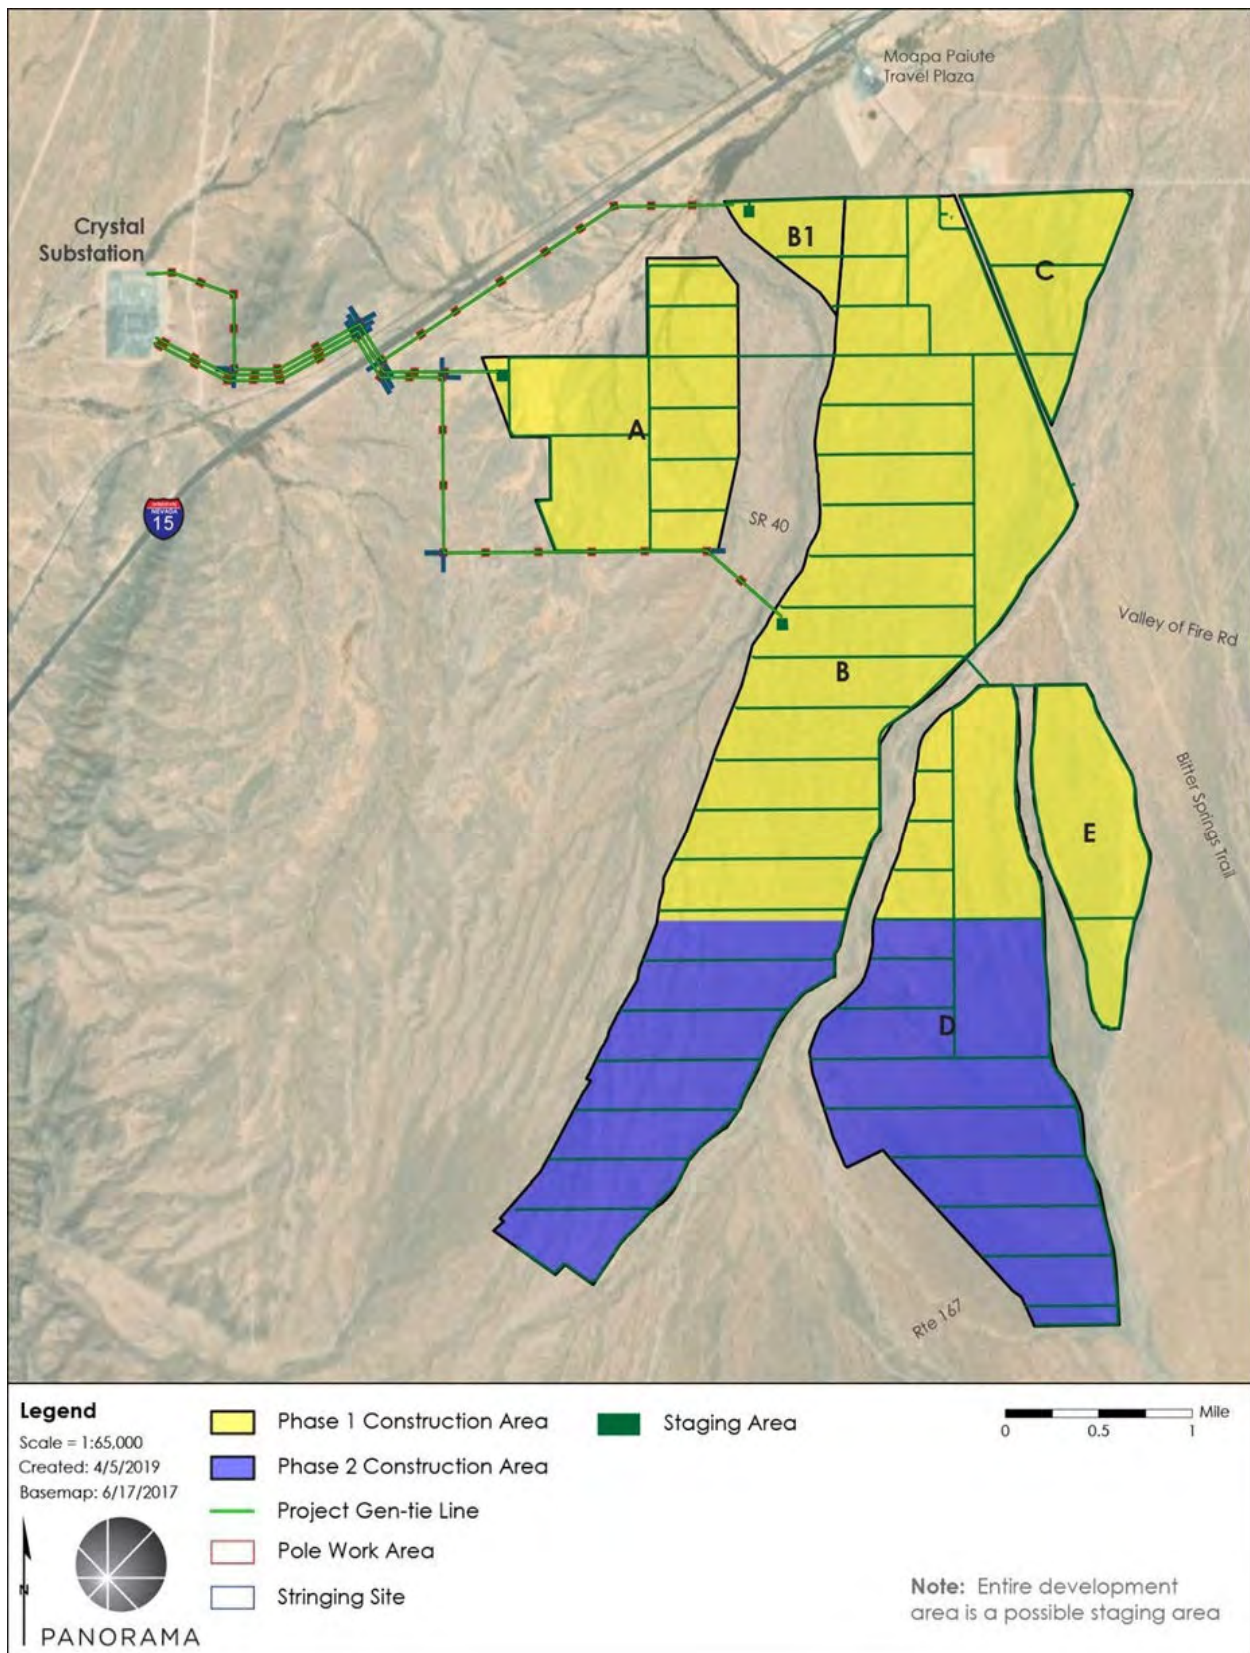 Moapa Paiute
Travel Plaza
Crystal
Substation
B1
C
A
NEVADA
15
SR 40
Valley of Fire Rd
B
Bitter Springs Trail
E
D
Rte 167
Legend
Scale = 1:65,000
Created: 4/5/2019
Basemap: 6/17/2017
N
PANORAMA
Phase 1 Construction Area
Phase 2 Construction Area
Project Gen-tie Line
Pole Work Area
Stringing Site
Staging Area
Mile
0 0.5 1
Note: Entire development
area is a possible staging area